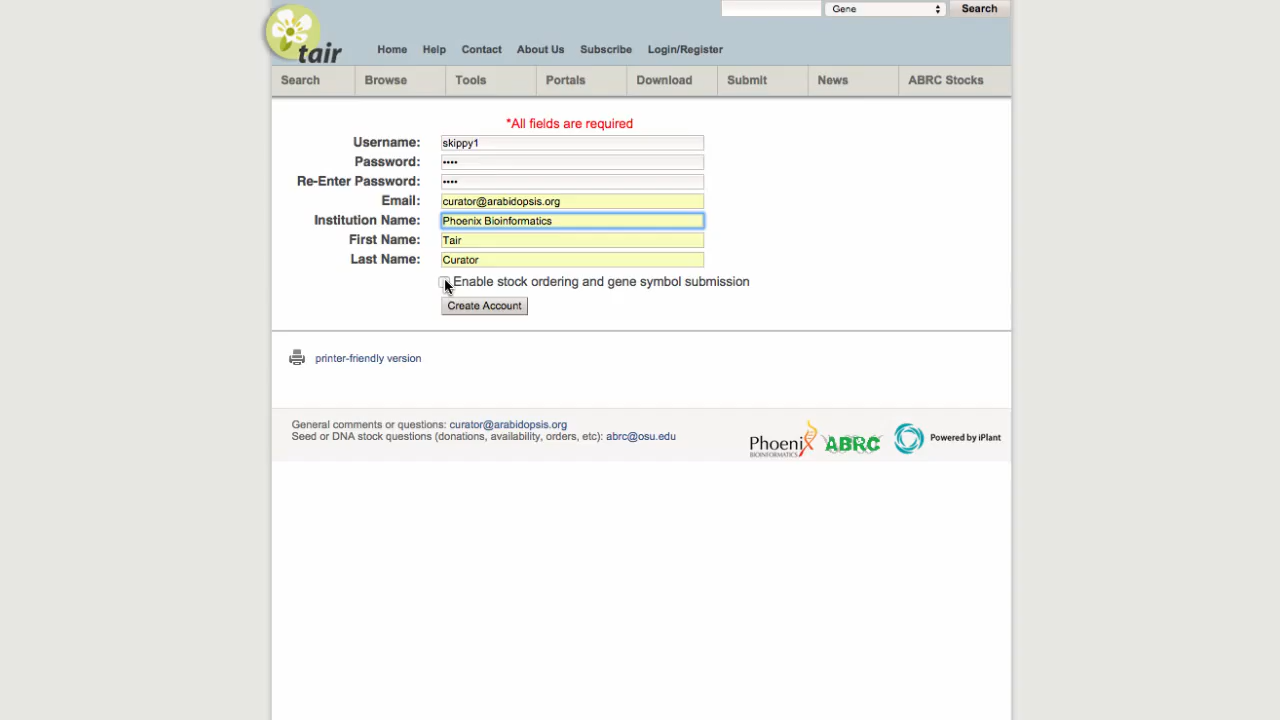 Gene
Search
tair
Home Help Contact About Us Subscribe Login/Register
Search Browse Tools Portals Download Submit News ABRC Stocks
*All fields are required
Username: skippy1
Password: ••••
Re-Enter Password: ••••
Email: curator@arabidopsis.org
Institution Name: Phoenix Bioinformatics
First Name: Tair
Last Name: Curator
Enable stock ordering and gene symbol submission
Create Account
printer-friendly version
General comments or questions: curator@arabidopsis.org
Seed or DNA stock questions (donations, availability, orders, etc): abrc@osu.edu
Phoenix
BIOINFORMATICS
ABRC
Powered by iPlant